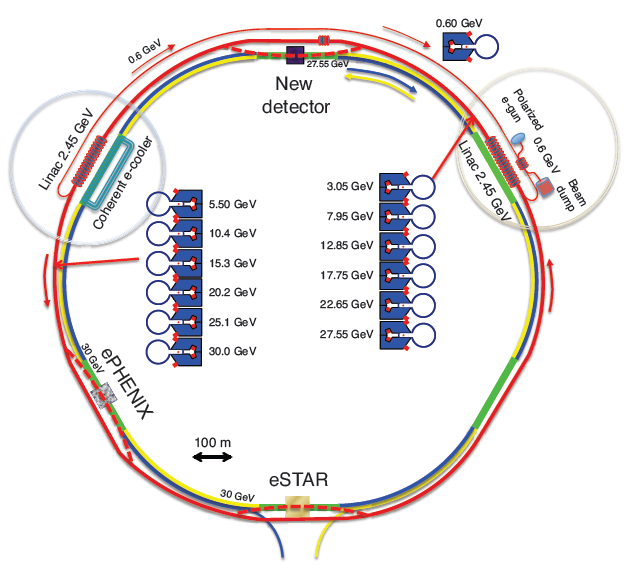 0.60 GeV
0.6 GeV
27.55 GeV
New
detector
Linac 2.45 GeV
Coherent e-cooler
Polarized
e-gun
0.6 GeV
Beam
dump
Linac 2.45 GeV
5.50 GeV
10.4 GeV
15.3 GeV
20.2 GeV
25.1 GeV
30.0 GeV
3.05 GeV
7.95 GeV
12.85 GeV
17.75 GeV
22.65 GeV
27.55 GeV
30 GeV
ePHENIX
100 m
eSTAR
30 GeV